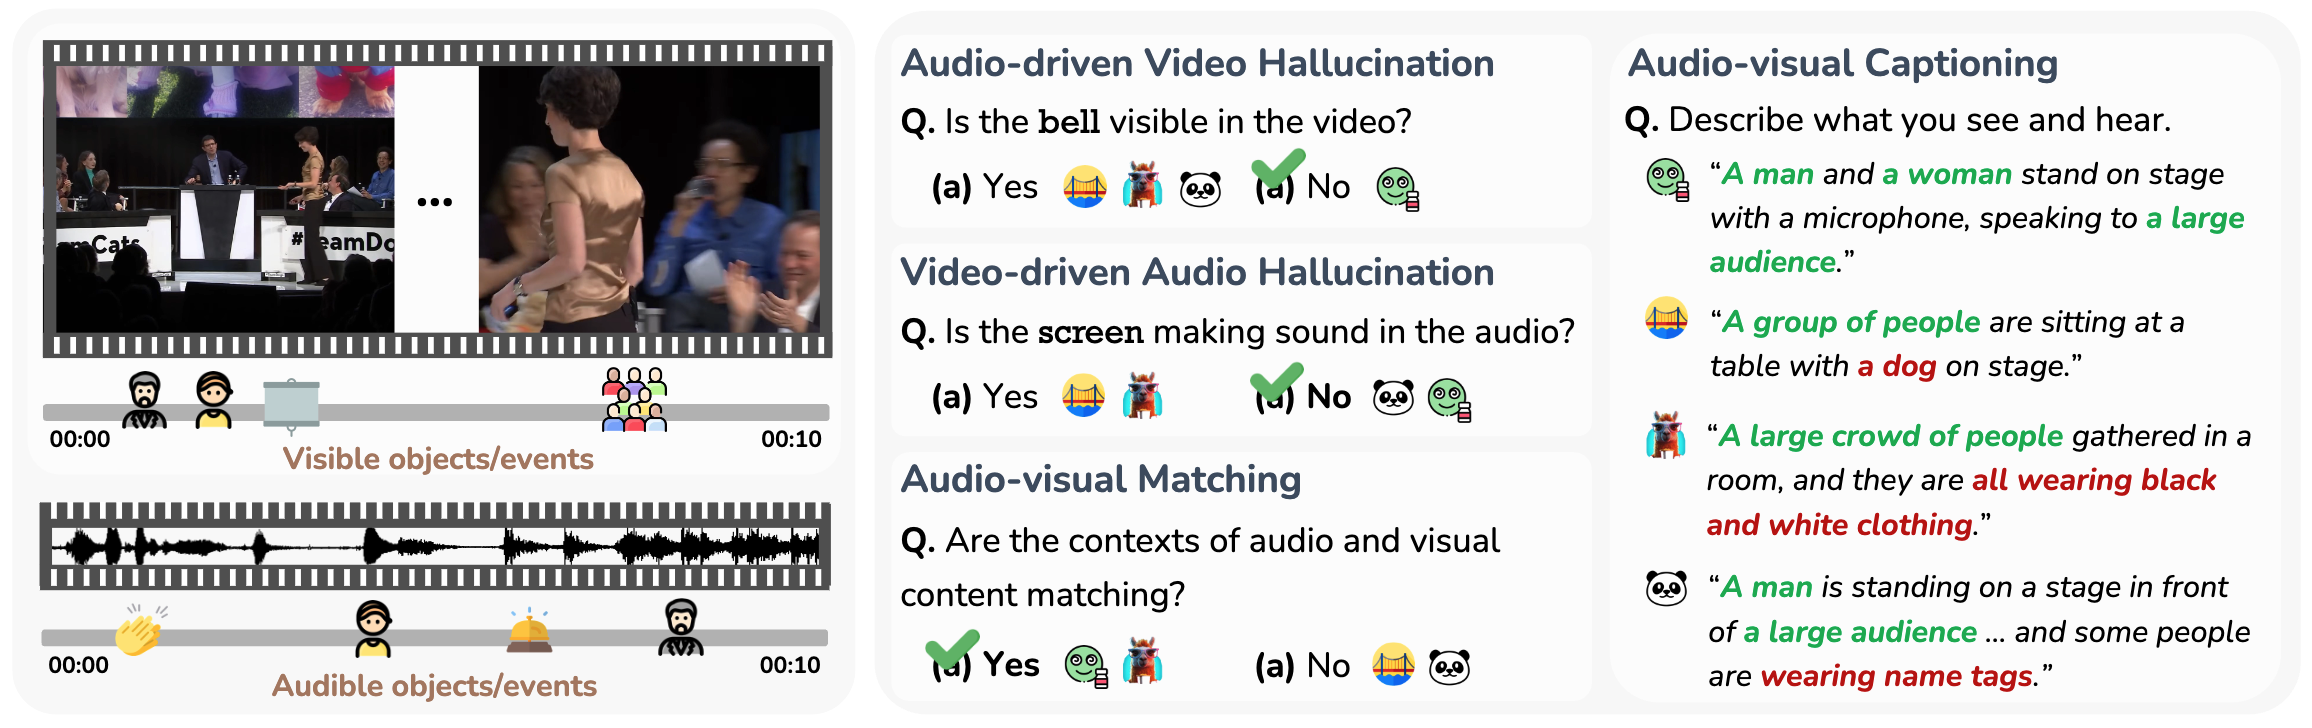 amCats
#TeamDo
...
00:00
00:10
Visible objects/events
00:00
00:10
Audible objects/events
Audio-driven Video Hallucination
Q. Is the bell visible in the video?
(a) Yes
(a) No
Video-driven Audio Hallucination
Q. Is the screen making sound in the audio?
(a) Yes
(a) No
Audio-visual Matching
Q. Are the contexts of audio and visual
content matching?
(a) Yes
(a) No
Audio-visual Captioning
Q. Describe what you see and hear.
“A man and a woman stand on stage
with a microphone, speaking to a large
audience.”
“A group of people are sitting at a
table with a dog on stage.”
“A large crowd of people gathered in a
room, and they are all wearing black
and white clothing.”
“A man is standing on a stage in front
of a large audience ... and some people
are wearing name tags.”